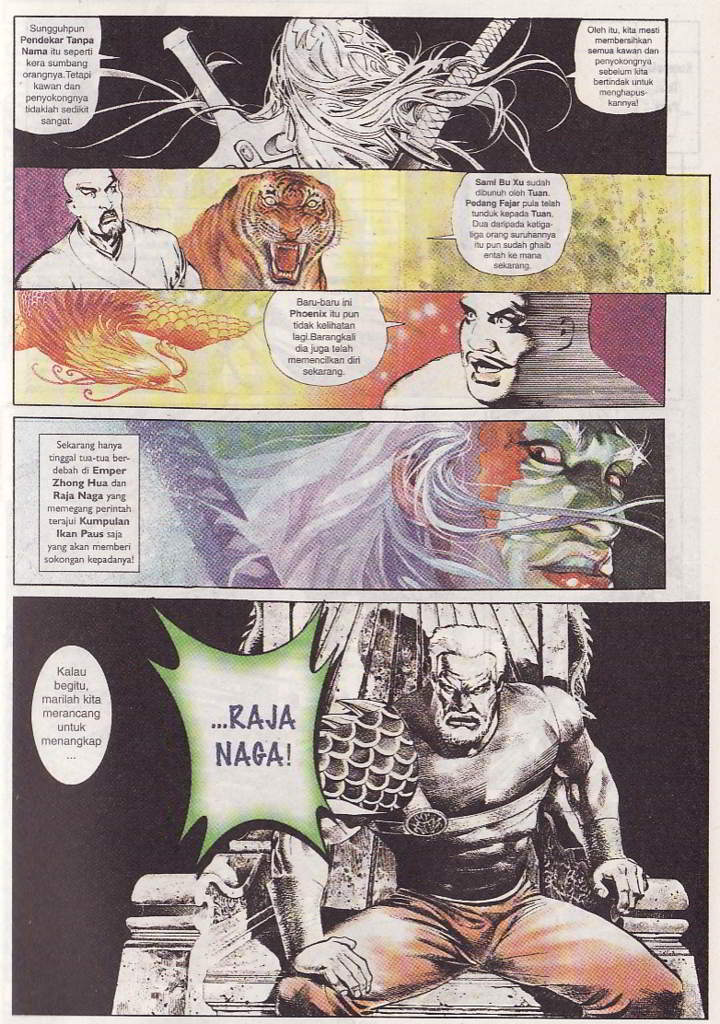 Sungguhpun
Pendekar Tanpa
Nama itu seperti
kera sumbang
orangnya.Tetapi
kawan dan
penyokongnya
tidaklah sedikit
sangat.
Oleh itu, kita mesti
membersihkan
semua kawan dan
penyokongnya
sebelum kita
bertindak untuk
menghapus-
kannya!
Sami Bu Xu sudah
dibunuh oleh Tuan.
Pedang Fajar pula telah
tunduk kepada Tuan.
Dua daripada ketiga-
tiga orang suruhannya
itu pun sudah ghaib
entah ke mana
sekarang.
Baru-baru ini
Phoenix itu pun
tidak kelihatan
lagi.Barangkali
dia juga telah
memencilkan diri
sekarang.
Sekarang hanya
tinggal tua-tua ber-
debah di Emper
Zhong Hua dan
Raja Naga yang
memegang perintah
terajui Kumpulan
Ikan Paus saja
yang akan memberi
sokongan kepadanya!
Kalau
begitu,
marilah kita
merancang
untuk
menangkap
...
...RAJA
NAGA!